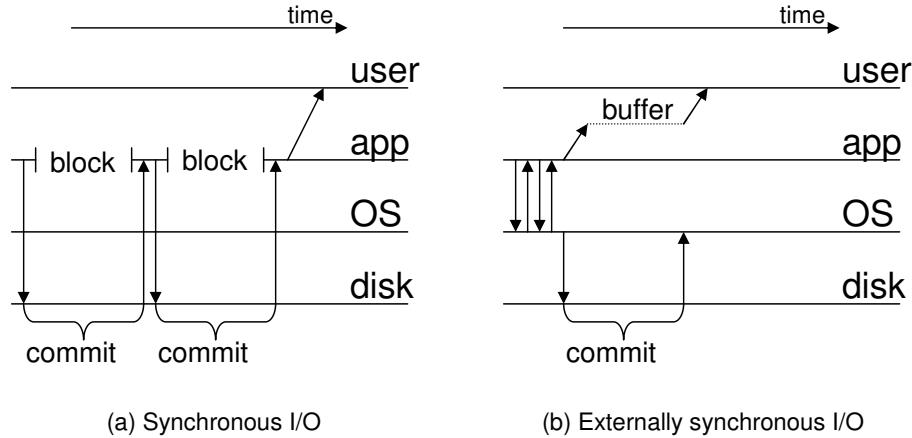 time
user
app
block
block
OS
disk
commit
commit
(a) Synchronous I/O
time
user
buffer
app
OS
disk
commit
(b) Externally synchronous I/O